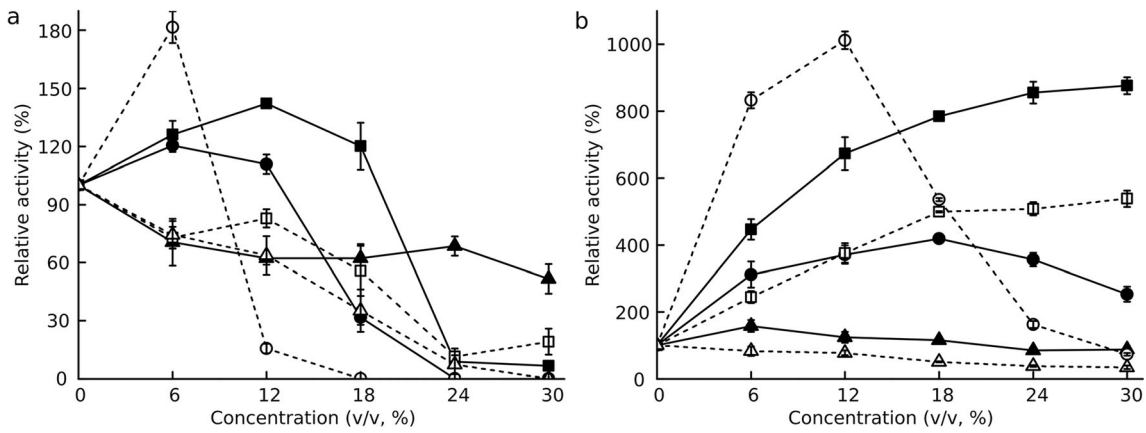 a
180
150
120
90
60
30
0
Relative activity (%)
0 6 12 18 24 30
Concentration (v/v, %)
b
1000
800
600
400
200
0
Relative activity (%)
0 6 12 18 24 30
Concentration (v/v, %)